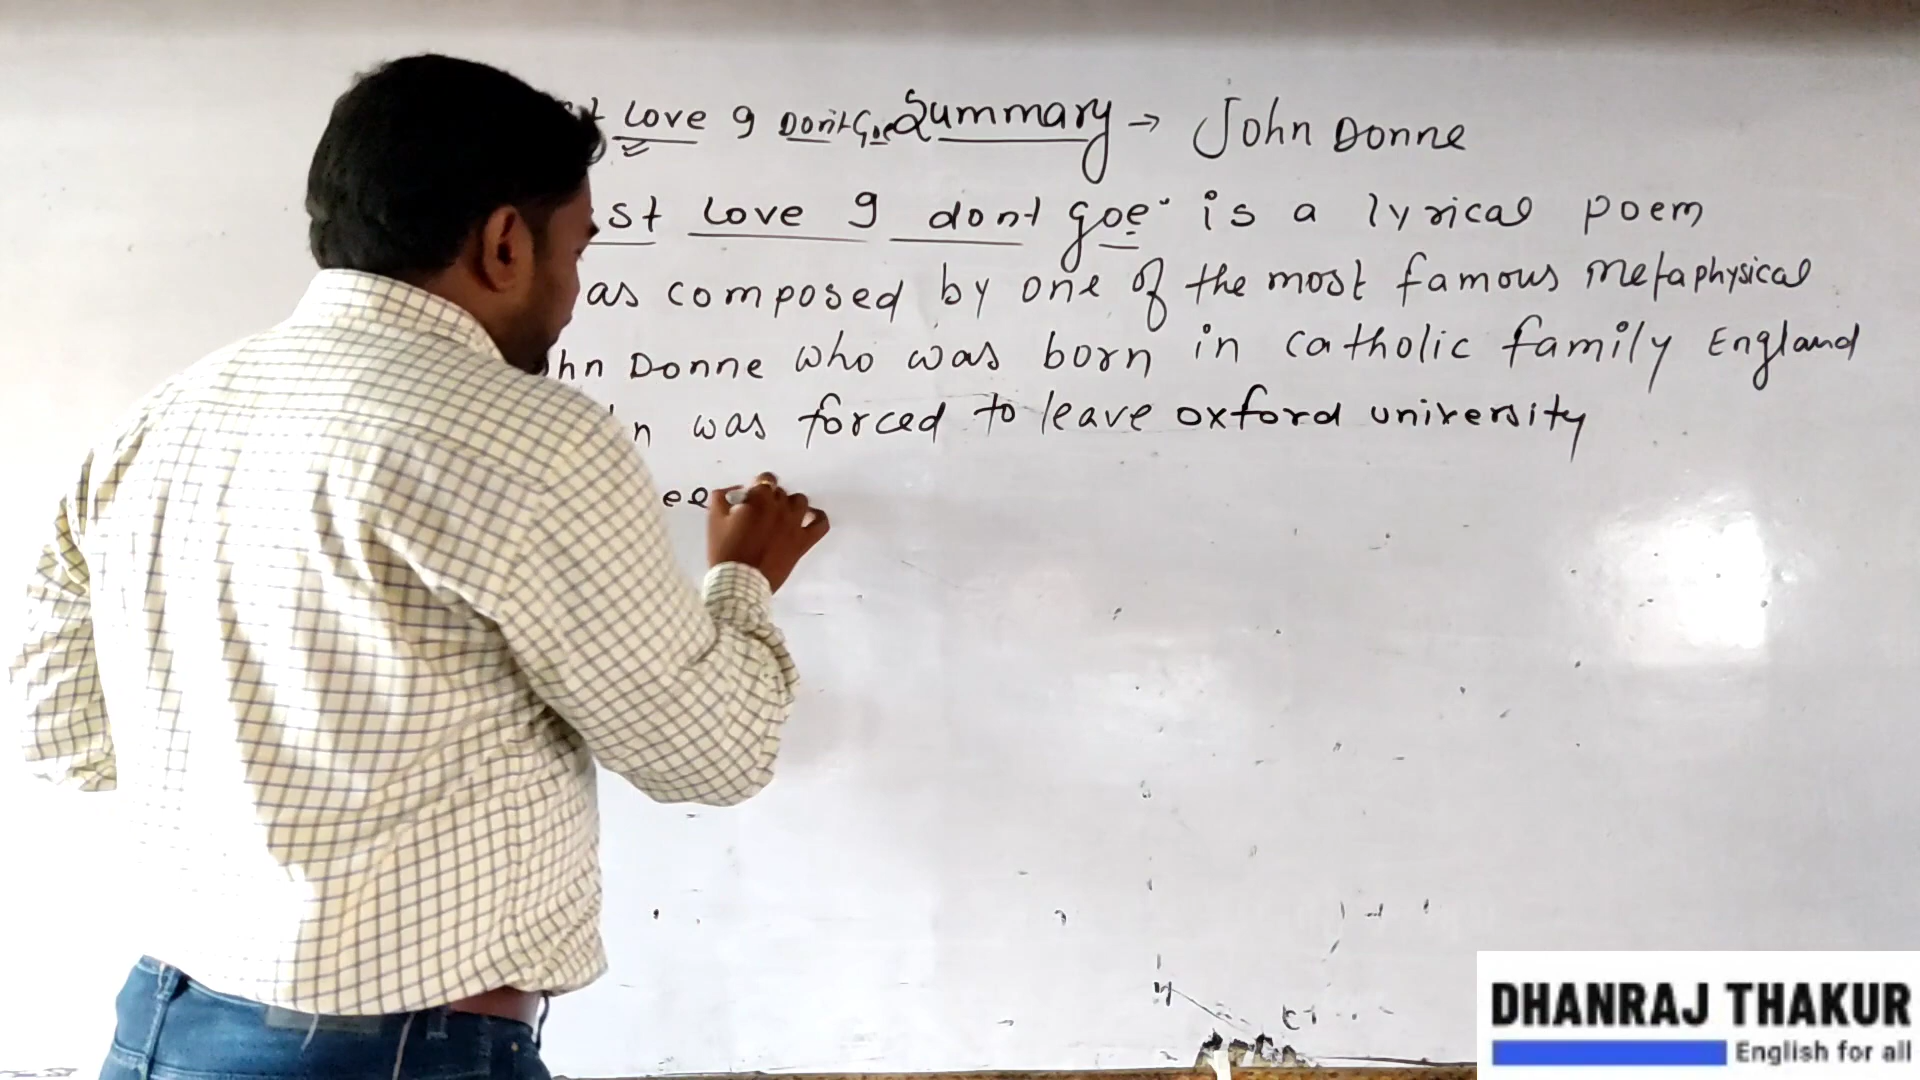 Love I Don't Goe Summary → John Donne
st Love I dont goe" is a lyrical poem
as composed by one of the most famous metaphysical
hn Donne who was born in catholic family England
n was forced to leave oxford university
ee
DHANRAJ THAKUR
English for all